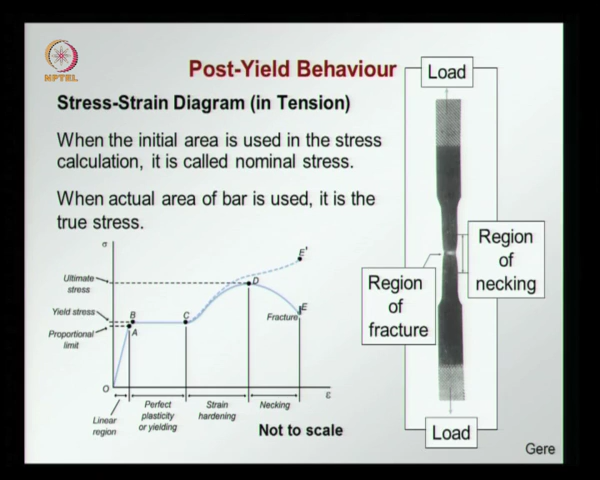 NPTEL
Post-Yield Behaviour
Stress-Strain Diagram (in Tension)
When the initial area is used in the stress
calculation, it is called nominal stress.
When actual area of bar is used, it is the
true stress.
σ
E'
Ultimate
stress
D
Yield stress
B
C
E
Fracture
Proportional
limit
A
O
ε
Linear
region
Perfect
plasticity
or yielding
Strain
hardening
Necking
Not to scale
Load
Region
of
necking
Region
of
fracture
Load
Gere